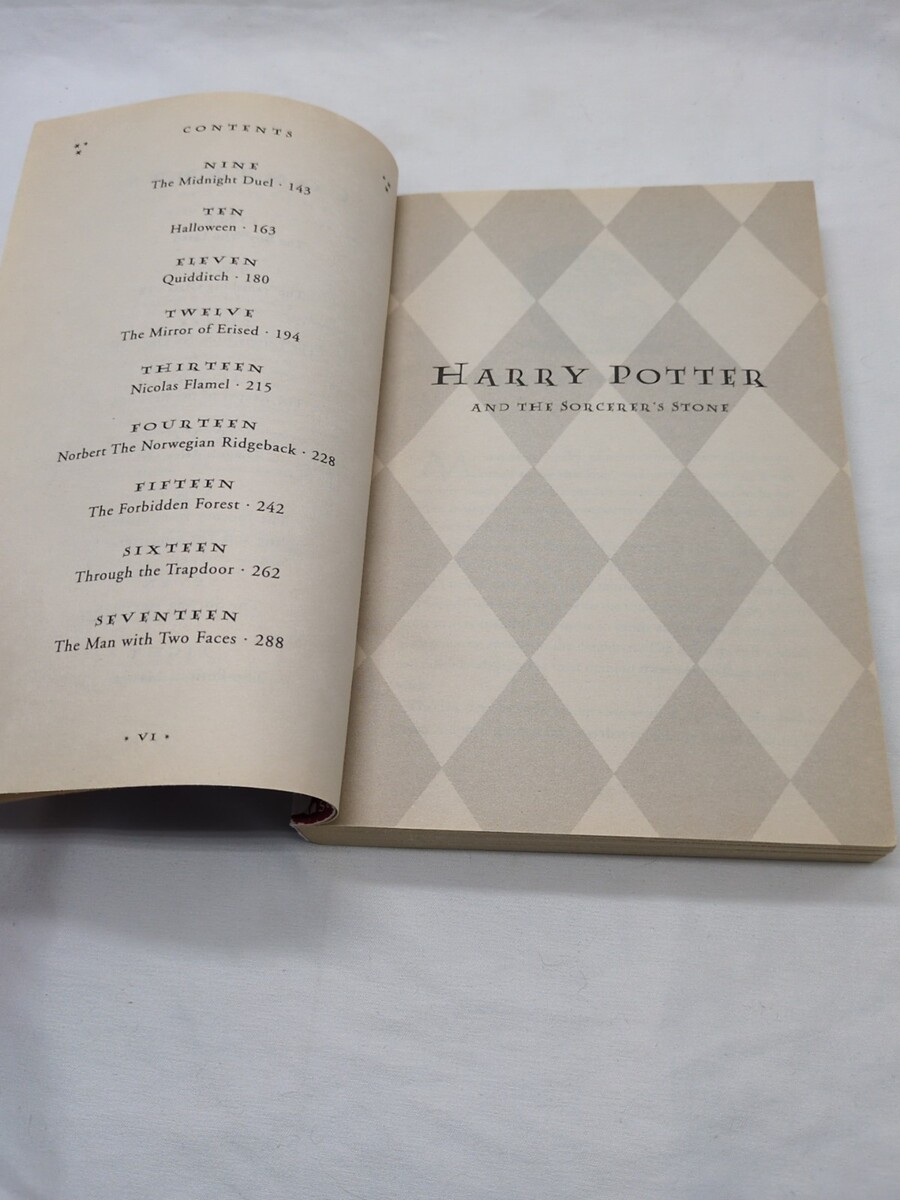 CONTENTS
NINE
The Midnight Duel · 143
TEN
Halloween · 163
ELEVEN
Quidditch · 180
TWELVE
The Mirror of Erised · 194
THIRTEEN
Nicolas Flamel · 215
FOURTEEN
Norbert The Norwegian Ridgeback · 228
FIFTEEN
The Forbidden Forest · 242
SIXTEEN
Through the Trapdoor · 262
SEVENTEEN
The Man with Two Faces · 288
* VI *
HARRY POTTER
AND THE SORCERER'S STONE